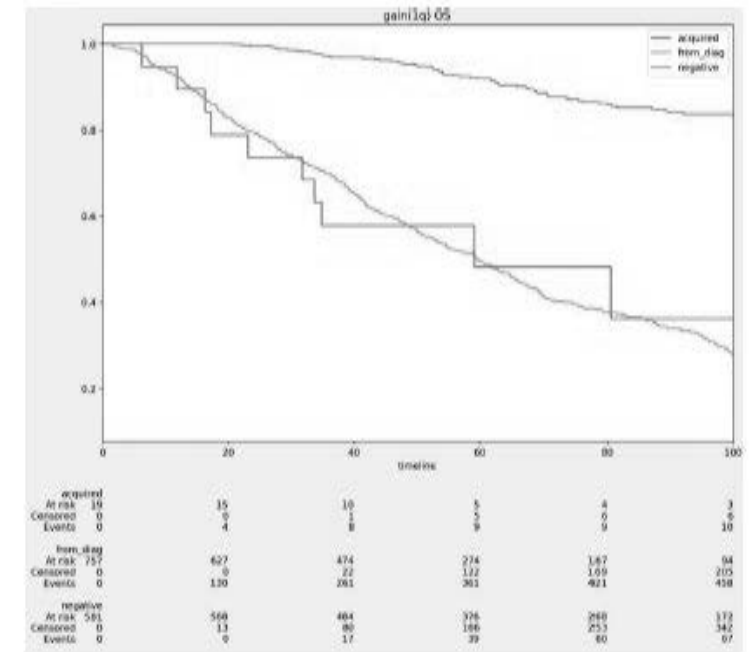 gain(1q) OS
acquired
from_diag
negative
1.0
0.8
0.6
0.4
0.2
0 20 40 60 80 100
timeline
acquired
At risk 19 15 10 5 4 3
Censored 0 0 1 5 6 6
Events 0 4 8 9 9 10
from_diag
At risk 757 627 474 274 167 94
Censored 0 0 22 122 169 205
Events 0 130 261 361 421 458
negative
At risk 581 568 484 376 268 172
Censored 0 13 80 166 253 342
Events 0 0 17 39 60 67